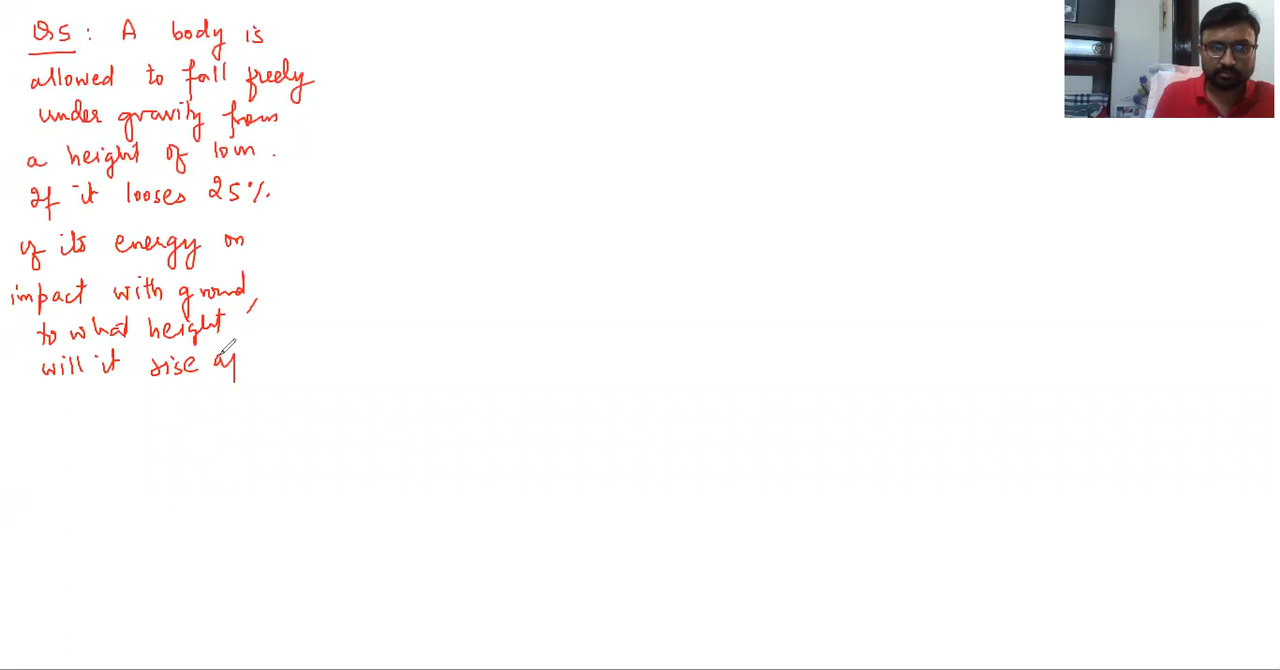 Q5 : A body is
allowed to fall freely
under gravity from
a height of 10m .
If it looses 25%
of its energy on
impact with ground,
to what height
will it rise af